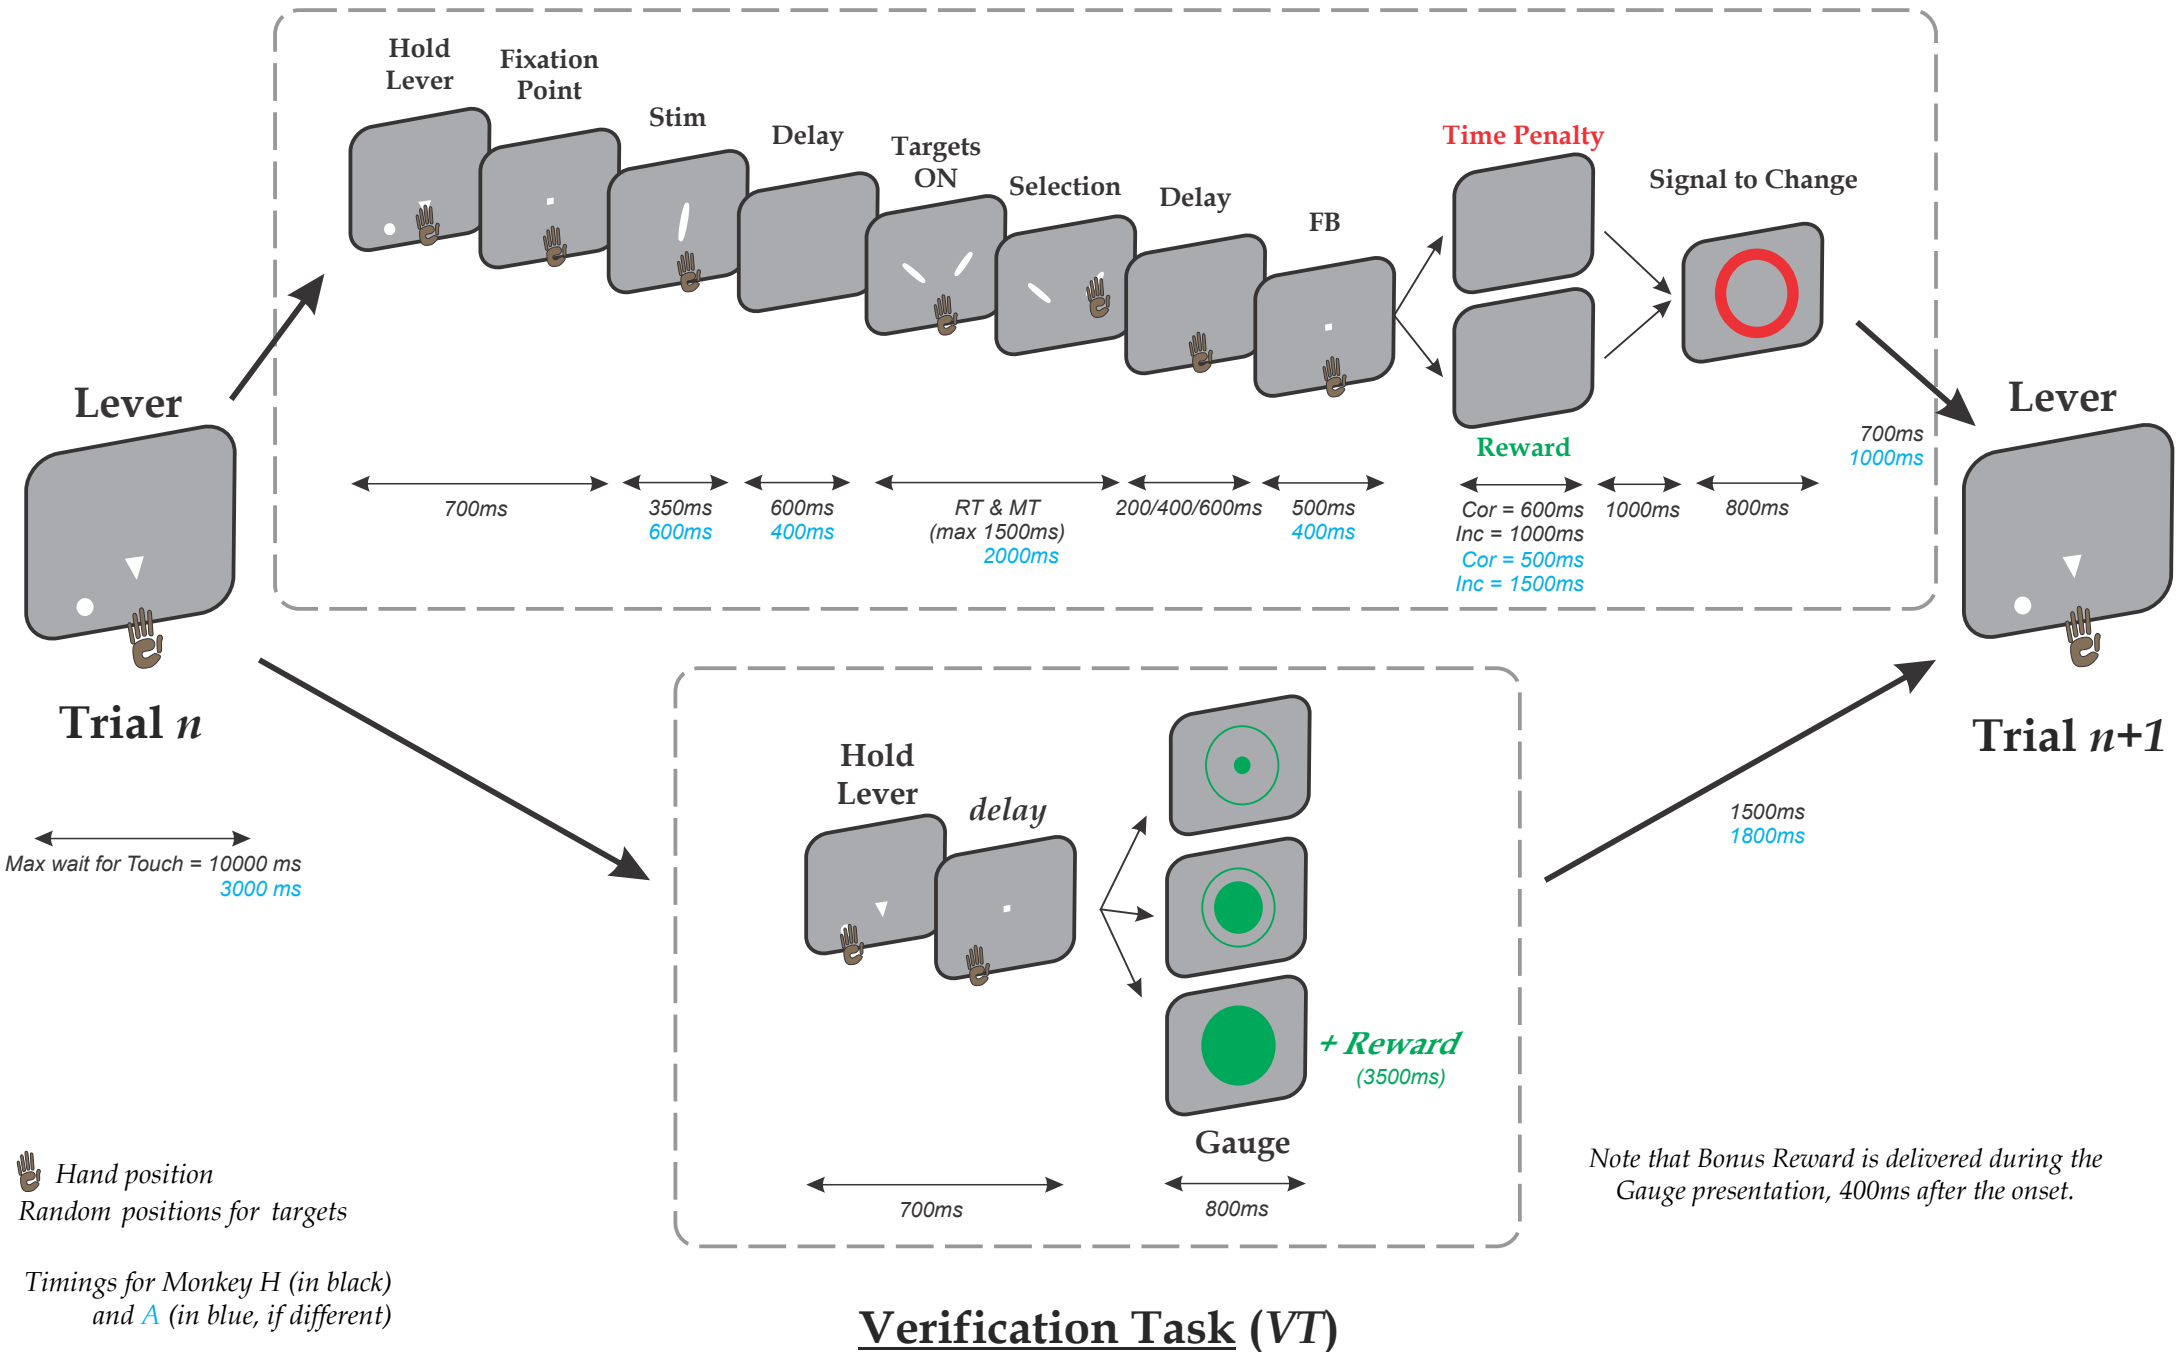 Hold
Lever
Fixation
Point
Stim
Delay
Targets
ON
Selection
Delay
FB
Time Penalty
Reward
Signal to Change
700ms
350ms
600ms
600ms
400ms
RT & MT
(max 1500ms)
2000ms
200/400/600ms
500ms
400ms
Cor = 600ms
Inc = 1000ms
Cor = 500ms
Inc = 1500ms
1000ms
800ms
700ms
1000ms
Lever
Trial n
Max wait for Touch = 10000 ms
3000 ms
Lever
Trial n+1
Hold
Lever
delay
+ Reward
(3500ms)
Gauge
700ms
800ms
1500ms
1800ms
Hand position
Random positions for targets
Timings for Monkey H (in black)
and A (in blue, if different)
Note that Bonus Reward is delivered during the
Gauge presentation, 400ms after the onset.
Verification Task (VT)